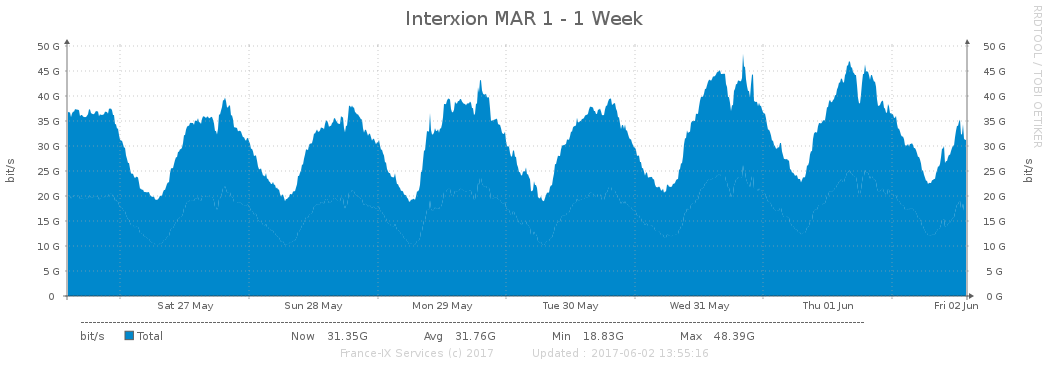 Interxion MAR 1 - 1 Week
RRDTOOL / TOBI OETIKER
50 G 50 G
45 G 45 G
40 G 40 G
35 G 35 G
30 G 30 G
25 G 25 G
20 G 20 G
15 G 15 G
10 G 10 G
5 G 5 G
0 0 G
bit/s bit/s
Sat 27 May Sun 28 May Mon 29 May Tue 30 May Wed 31 May Thu 01 Jun Fri 02 Jun
bit/s Total Now 31.35G Avg 31.76G Min 18.83G Max 48.39G
France-IX Services (c) 2017 Updated : 2017-06-02 13:55:16